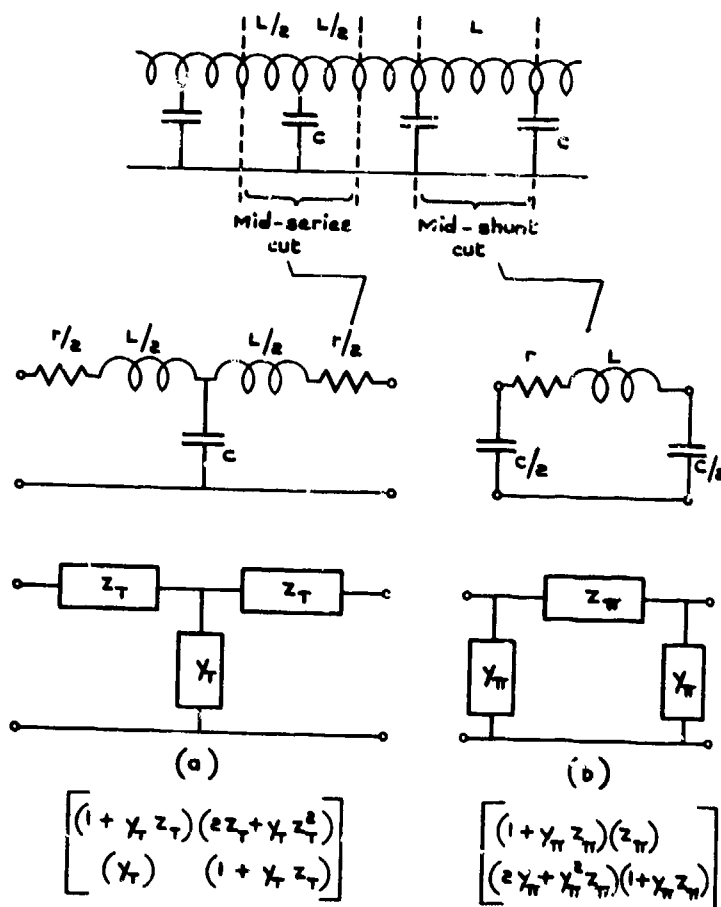 L/2 L/2 L
C C
Mid-series cut
Mid-shunt cut
r/2 L/2 L/2 r/2
C
r L
C/2 C/2
Z_T Z_T
Y_T
Z_π
Y_π Y_π
(a)
(b)
[(1 + Y_T Z_T) (2Z_T + Y_T Z_T^2)
(Y_T) (1 + Y_T Z_T)]
[(1 + Y_π Z_π) (Z_π)
(2Y_π + Y_π^2 Z_π) (1 + Y_π Z_π)]